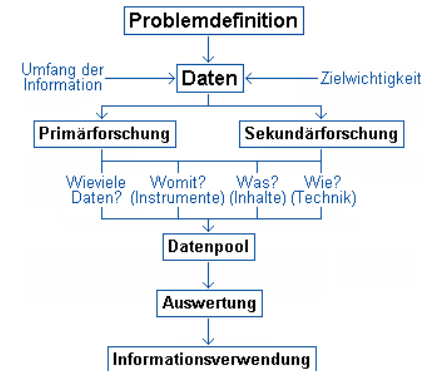 Problemdefinition
Umfang der
Information
Daten
Zielwichtigkeit
Primärforschung
Sekundärforschung
Wieviele
Daten?
Womit?
(Instrumente)
Was?
(Inhalte)
Wie?
(Technik)
Datenpool
Auswertung
Informationsverwendung